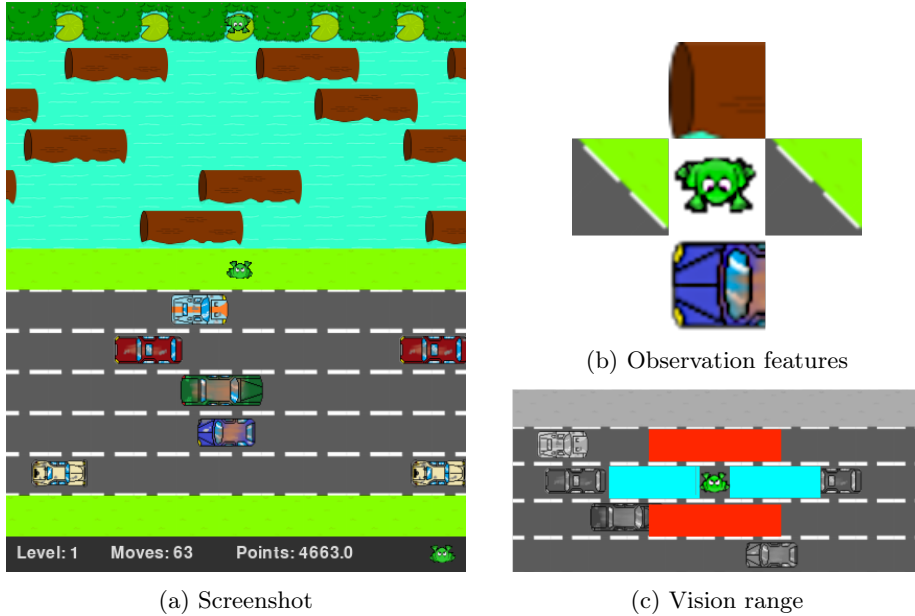 Level: 1 Moves: 63 Points: 4663.0
(a) Screenshot
(b) Observation features
(c) Vision range